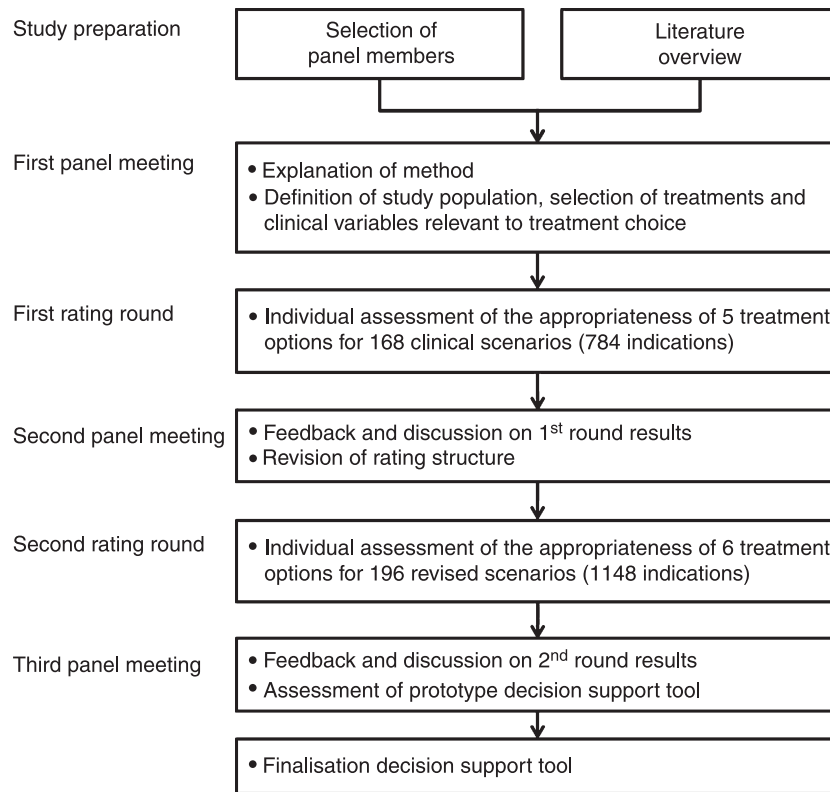 Study preparation
Selection of
panel members
Literature
overview
First panel meeting
• Explanation of method
• Definition of study population, selection of treatments and
clinical variables relevant to treatment choice
First rating round
• Individual assessment of the appropriateness of 5 treatment
options for 168 clinical scenarios (784 indications)
Second panel meeting
• Feedback and discussion on 1st round results
• Revision of rating structure
Second rating round
• Individual assessment of the appropriateness of 6 treatment
options for 196 revised scenarios (1148 indications)
Third panel meeting
• Feedback and discussion on 2nd round results
• Assessment of prototype decision support tool
• Finalisation decision support tool